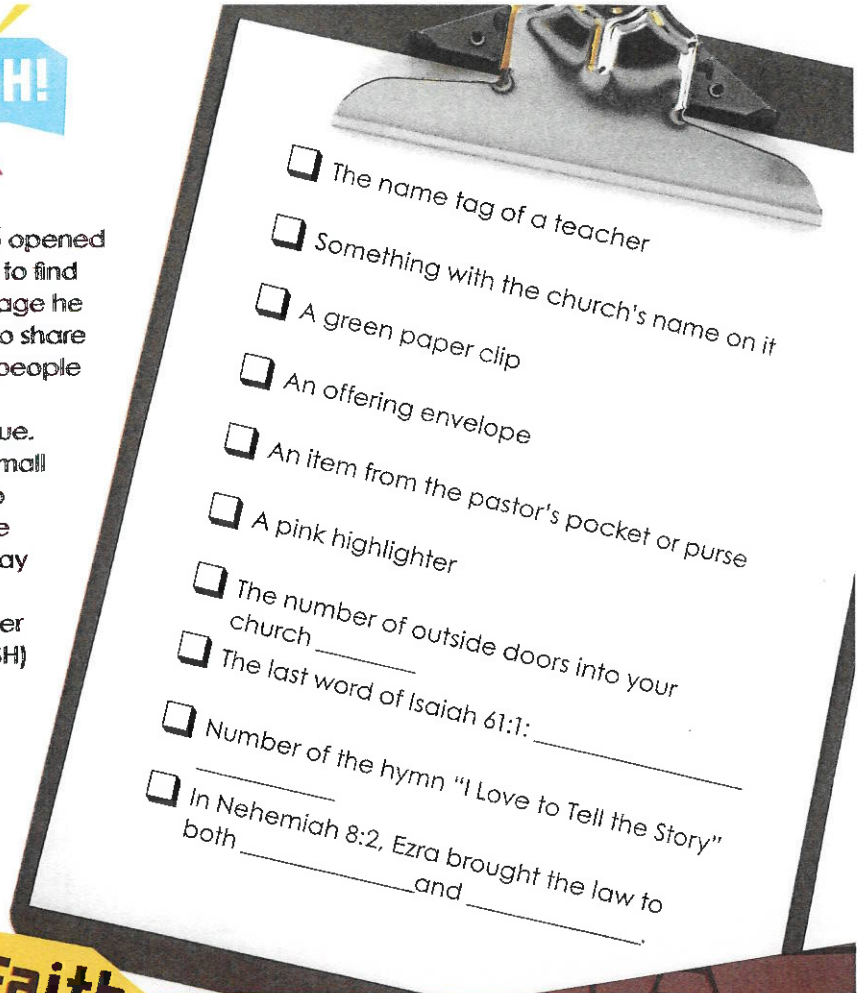 H!
opened
to find
age he
o share
people
ue.
mall
e
ay
er
SH)
The name tag of a teacher
Something with the church's name on it
A green paper clip
An offering envelope
An item from the pastor's pocket or purse
A pink highlighter
The number of outside doors into your
church
The last word of Isaiah 61:1:
Number of the hymn "I Love to Tell the Story"
In Nehemiah 8:2, Ezra brought the law to
both and .
Faith